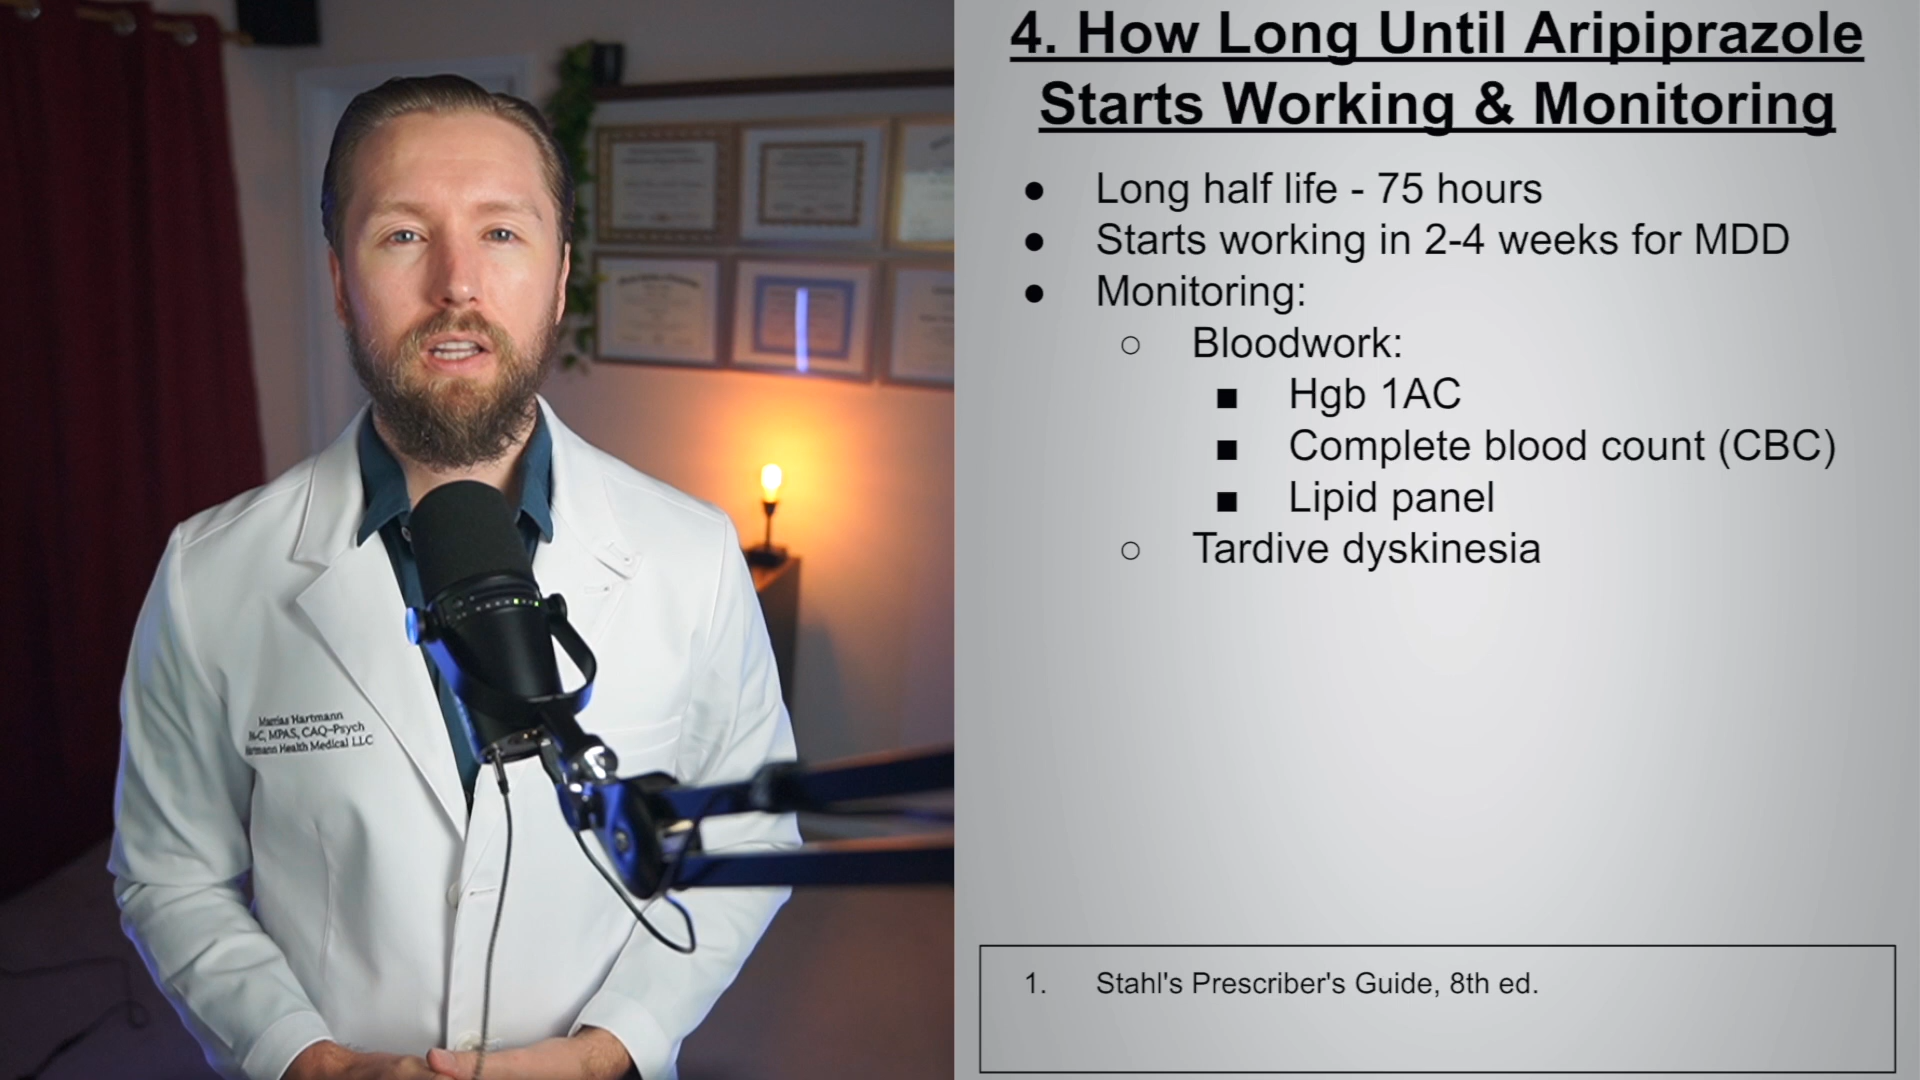 4. How Long Until Aripiprazole
Starts Working & Monitoring
● Long half life - 75 hours
● Starts working in 2-4 weeks for MDD
● Monitoring:
○ Bloodwork:
■ Hgb 1AC
■ Complete blood count (CBC)
■ Lipid panel
○ Tardive dyskinesia
1. Stahl's Prescriber's Guide, 8th ed.
Hartmann
MPAS, CAQ-Psych
Health Medical LLC